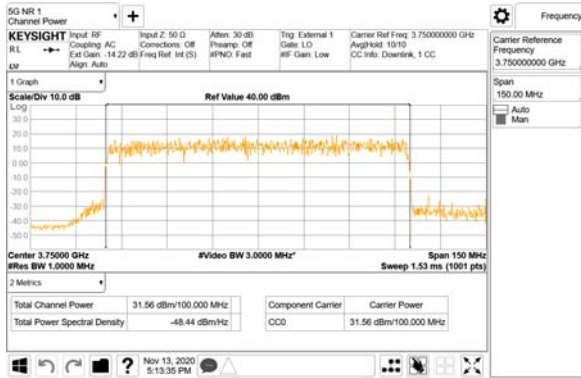 5G NR 1
Channel Power
Frequency
KEYSIGHT
RL
Input: RF
Coupling: AC
Ext Gain: -14.22 dB
Align: Auto
Input Z: 50 Ω
Corrections: Off
Freq Ref: Int (S)
Atten: 30 dB
Preamp: Off
#PNO: Fast
Trig: External 1
Gate: LO
#IF Gain: Low
Carrier Ref Freq: 3.750000000 GHz
Avg|Hold: 10/10
CC Info: Downlink, 1 CC
Carrier Reference
Frequency
3.750000000 GHz
Span
150.00 MHz
Auto
Man
1 Graph
Scale/Div 10.0 dB
Ref Value 40.00 dBm
Log
30.0
20.0
10.0
0.00
-10.0
-20.0
-30.0
-40.0
-50.0
Center 3.75000 GHz
#Video BW 3.0000 MHz*
Span 150 MHz
#Res BW 1.0000 MHz
Sweep 1.53 ms (1001 pts)
2 Metrics
Total Channel Power 31.56 dBm/100.000 MHz
Total Power Spectral Density -48.44 dBm/Hz
Component Carrier Carrier Power
CC0 31.56 dBm/100.000 MHz
?
Nov 13, 2020
5:13:35 PM